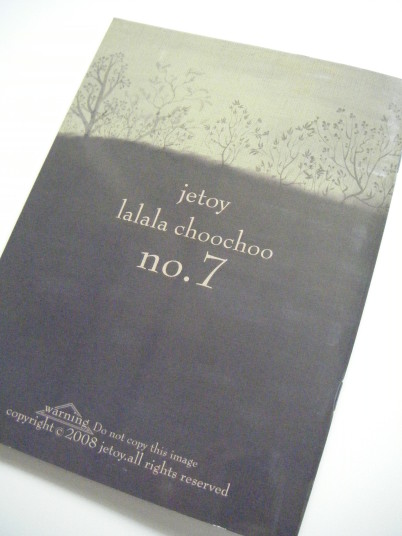 jetoy
lalala choochoo
no.7
warning. Do not copy this image
copyright © 2008 jetoy.all rights reserved